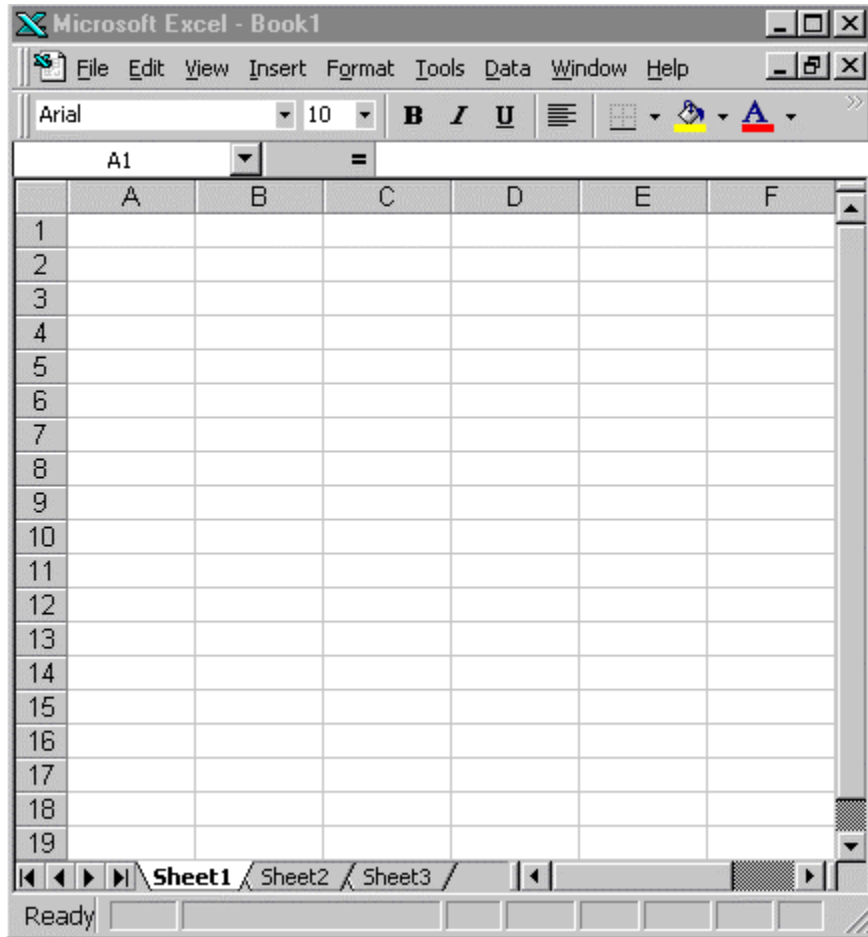 Microsoft Excel - Book1
File Edit View Insert Format Tools Data Window Help
Arial 10 B I U A
A1 =
A B C D E F
1
2
3
4
5
6
7
8
9
10
11
12
13
14
15
16
17
18
19
Sheet1 Sheet2 Sheet3
Ready